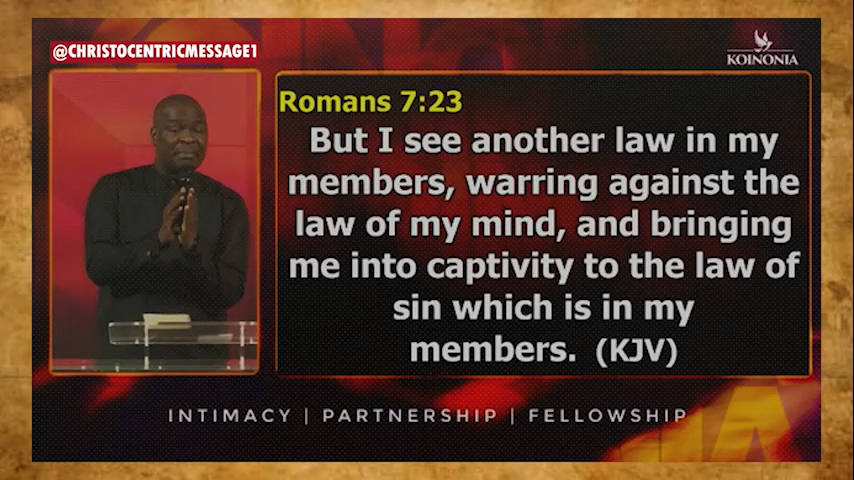 @CHRISTOCENTRICMESSAGE1
KOINONIA
Romans 7:23
But I see another law in my
members, warring against the
law of my mind, and bringing
me into captivity to the law of
sin which is in my
members. (KJV)
INTIMACY | PARTNERSHIP | FELLOWSHIP